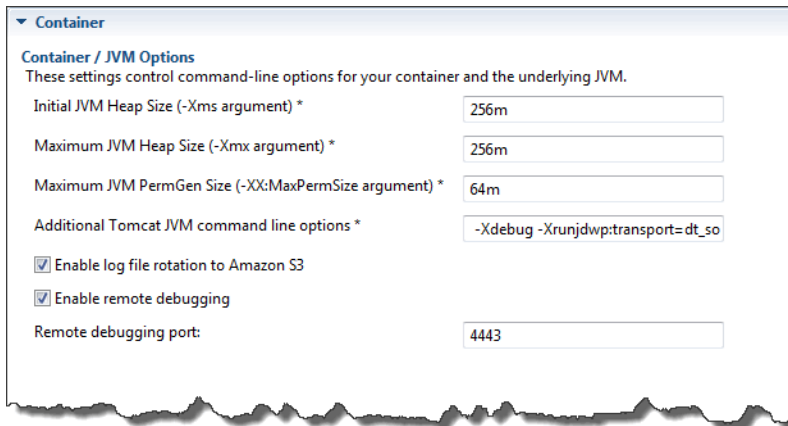 Container
Container / JVM Options
These settings control command-line options for your container and the underlying JVM.
Initial JVM Heap Size (-Xms argument) * 256m
Maximum JVM Heap Size (-Xmx argument) * 256m
Maximum JVM PermGen Size (-XX:MaxPermSize argument) * 64m
Additional Tomcat JVM command line options * -Xdebug -Xrunjdwp:transport=dt_so
Enable log file rotation to Amazon S3
Enable remote debugging
Remote debugging port: 4443